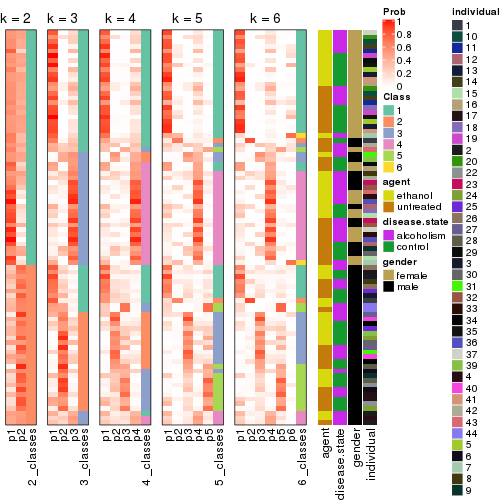 k = 2
k = 3
k = 4
k = 5
k = 6
p1
p2
2_classes
p1
p2
p3
3_classes
p1
p2
p3
p4
4_classes
p1
p2
p3
p4
p5
5_classes
p1
p2
p3
p4
p5
p6
6_classes
agent
disease.state
gender
individual
Prob
1
0.8
0.6
0.4
0.2
0
Class
1
2
3
4
5
6
agent
ethanol
untreated
disease.state
alcoholism
control
gender
female
male
individual
1
10
11
12
13
14
15
16
17
18
19
2
20
22
23
24
25
26
27
28
29
3
30
31
32
33
34
35
36
37
39
4
40
41
42
43
44
5
6
7
8
9